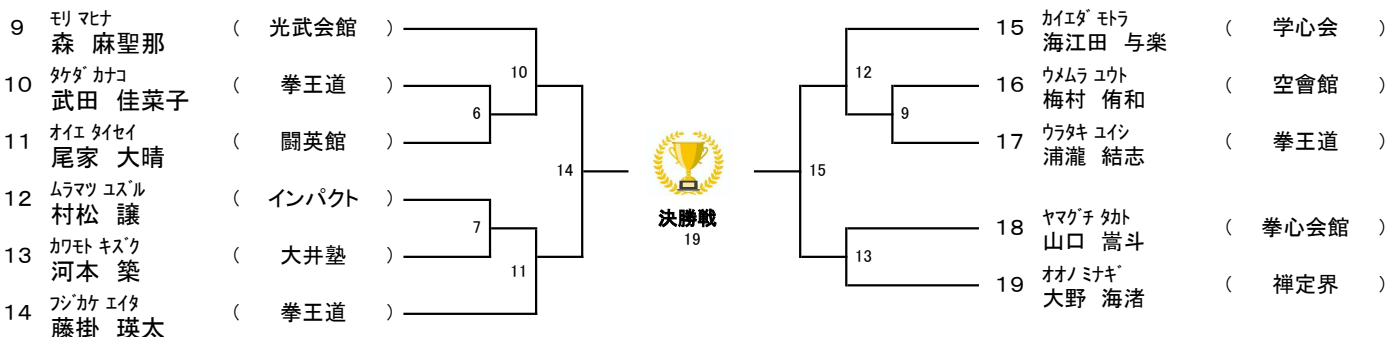 モリ マヒナ
9 森 麻聖那 ( 光武会館 )
10
タケダ カナコ
10 武田 佳菜子 ( 拳王道 )
6
オイエ タイセイ
11 尾家 大晴 ( 闘英館 )
14
ムラマツ ユズル
12 村松 譲 ( インパクト )
7
カワモト キズク
13 河本 築 ( 大井塾 )
11
フジカケ エイタ
14 藤掛 瑛太 ( 拳王道 )
決勝戦
19
カイエダ モトラ
15 海江田 与楽 ( 学心会 )
12
ウメムラ ユウト
16 梅村 侑和 ( 空會館 )
9
ウラタキ ユイシ
17 浦瀧 結志 ( 拳王道 )
15
ヤマグチ タカト
18 山口 嵩斗 ( 拳心会館 )
13
オオノ ミナギ
19 大野 海渚 ( 禅定界 )